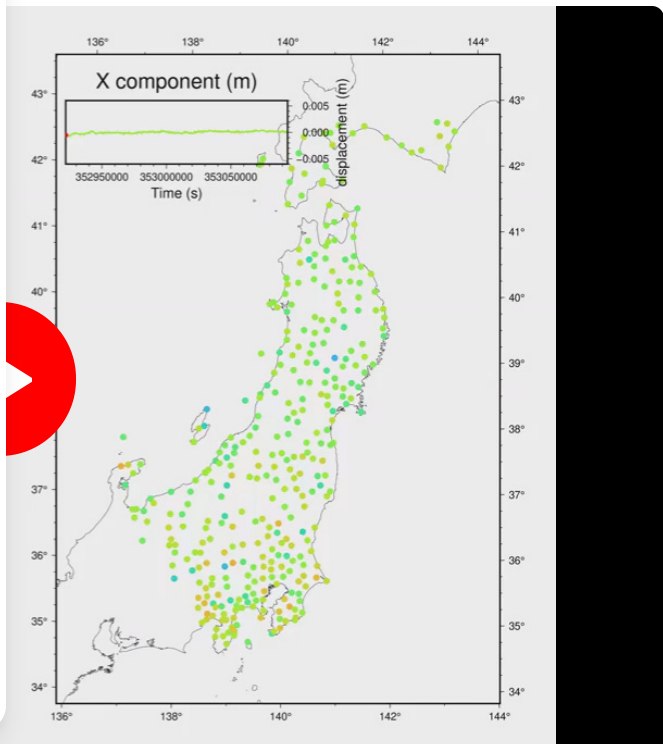 136° 138° 140° 142° 144°
X component (m)
0.005
0.000
−0.005
displacement (m)
352950000 353000000 353050000
Time (s)
43° 43°
42° 42°
41° 41°
40° 40°
39° 39°
38° 38°
37° 37°
36° 36°
35° 35°
34° 34°
136° 138° 140° 142° 144°